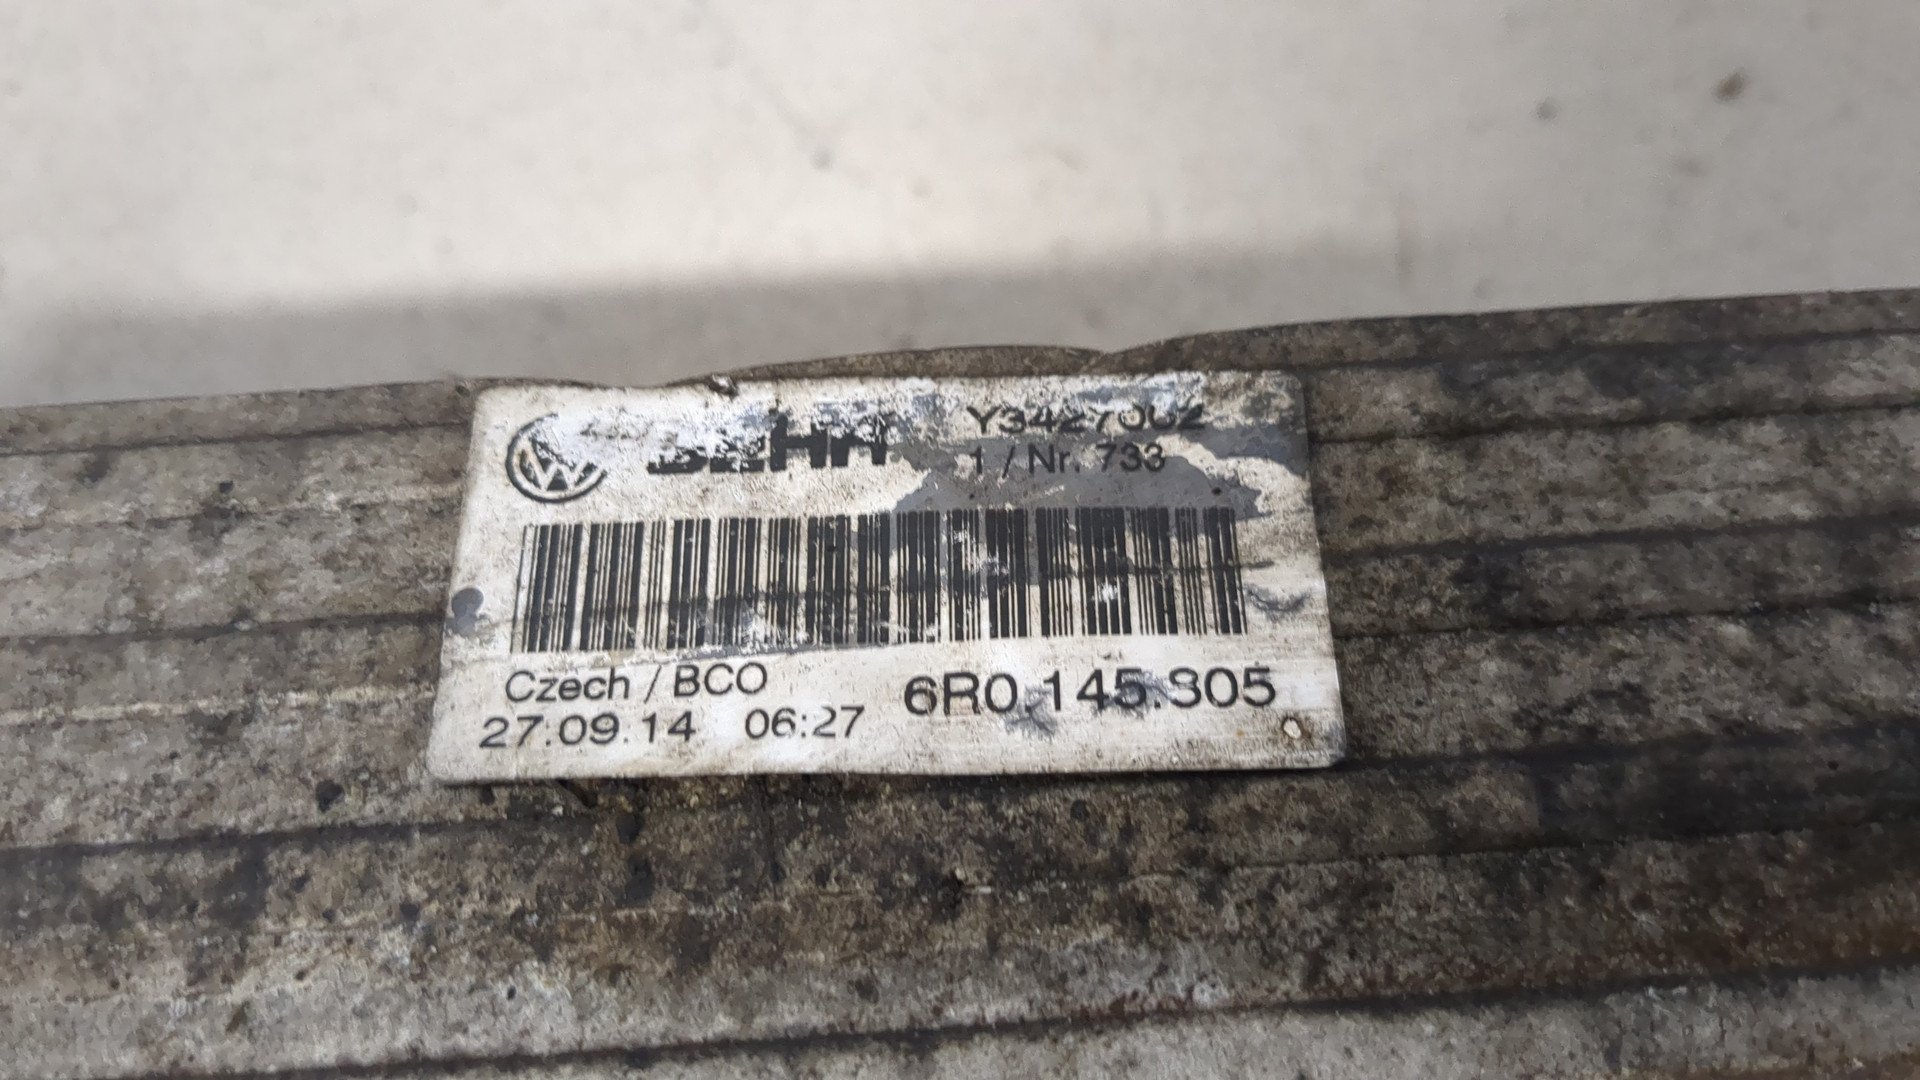 BEHR
Y3427002
1 / Nr. 733
Czech / BCO
27.09.14 06:27
6R0.145.805